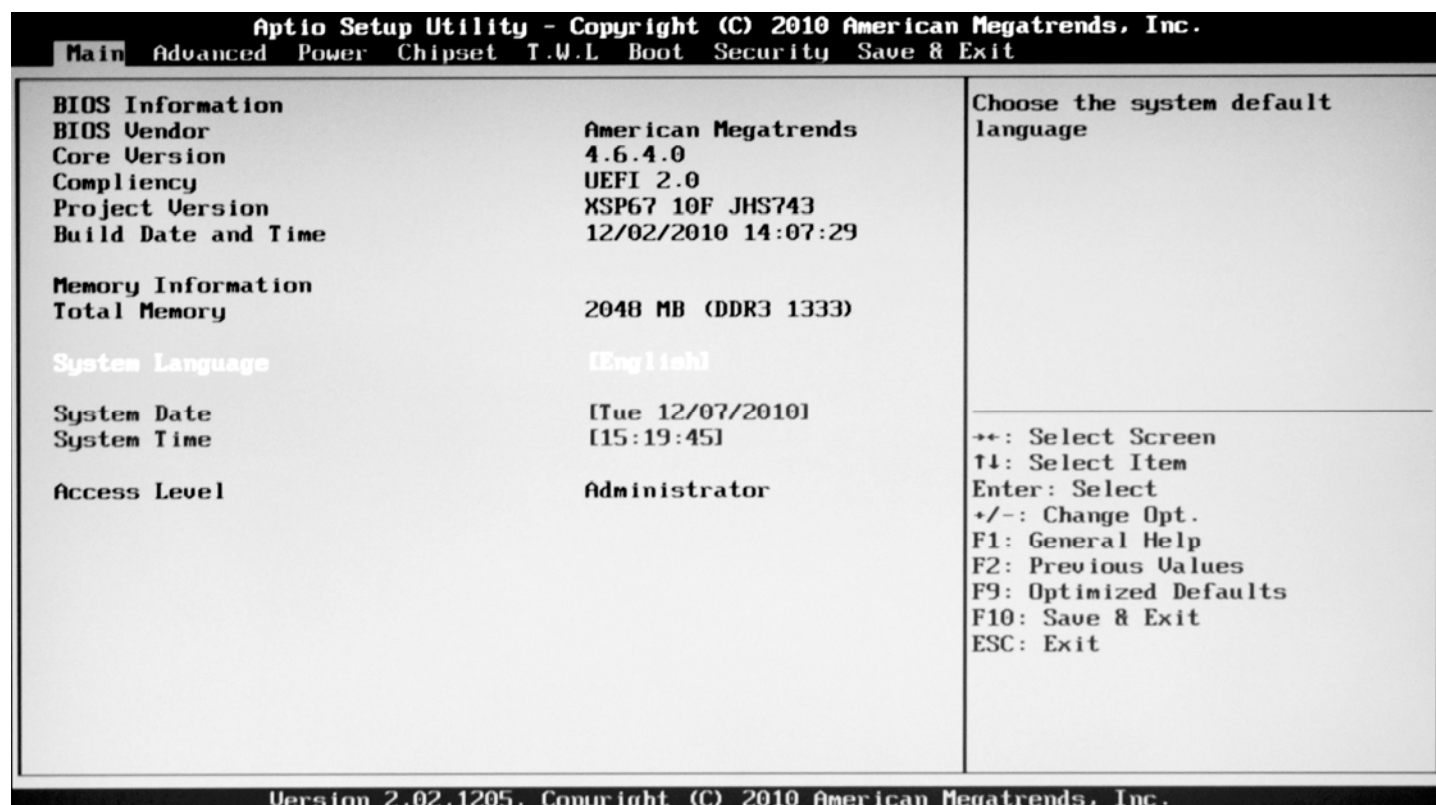 Aptio Setup Utility - Copyright (C) 2010 American Megatrends, Inc.
Main Advanced Power Chipset T.W.L Boot Security Save & Exit
BIOS Information
BIOS Vendor American Megatrends
Core Version 4.6.4.0
Compliency UEFI 2.0
Project Version XSP67 10F JHS743
Build Date and Time 12/02/2010 14:07:29
Memory Information
Total Memory 2048 MB (DDR3 1333)
System Language [English]
System Date [Tue 12/07/2010]
System Time [15:19:45]
Access Level Administrator
Choose the system default
language
→←: Select Screen
↑↓: Select Item
Enter: Select
+/-: Change Opt.
F1: General Help
F2: Previous Values
F9: Optimized Defaults
F10: Save & Exit
ESC: Exit
Version 2.02.1205. Copyright (C) 2010 American Megatrends, Inc.